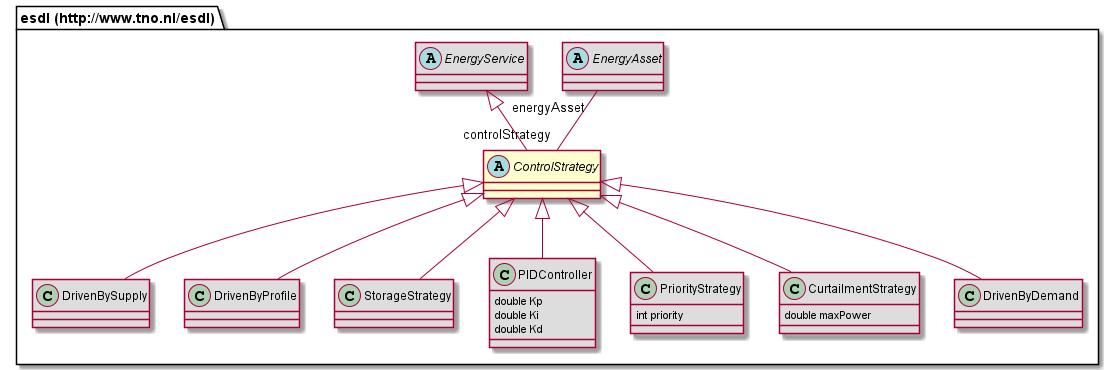 esdl (http://www.tno.nl/esdl)
A EnergyService
A EnergyAsset
energyAsset
controlStrategy
A ControlStrategy
C DrivenBySupply
C DrivenByProfile
C StorageStrategy
C PIDController
double Kp
double Ki
double Kd
C PriorityStrategy
int priority
C CurtailmentStrategy
double maxPower
C DrivenByDemand